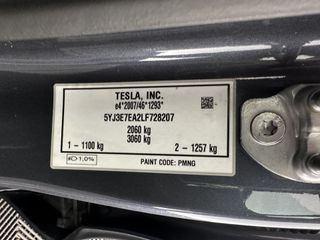 TESLA, INC.
e4*2007/46*1293*
5YJ3E7EA2LF728207
2060 kg
3060 kg
1 - 1100 kg 2 - 1257 kg
1,0% PAINT CODE: PMNG